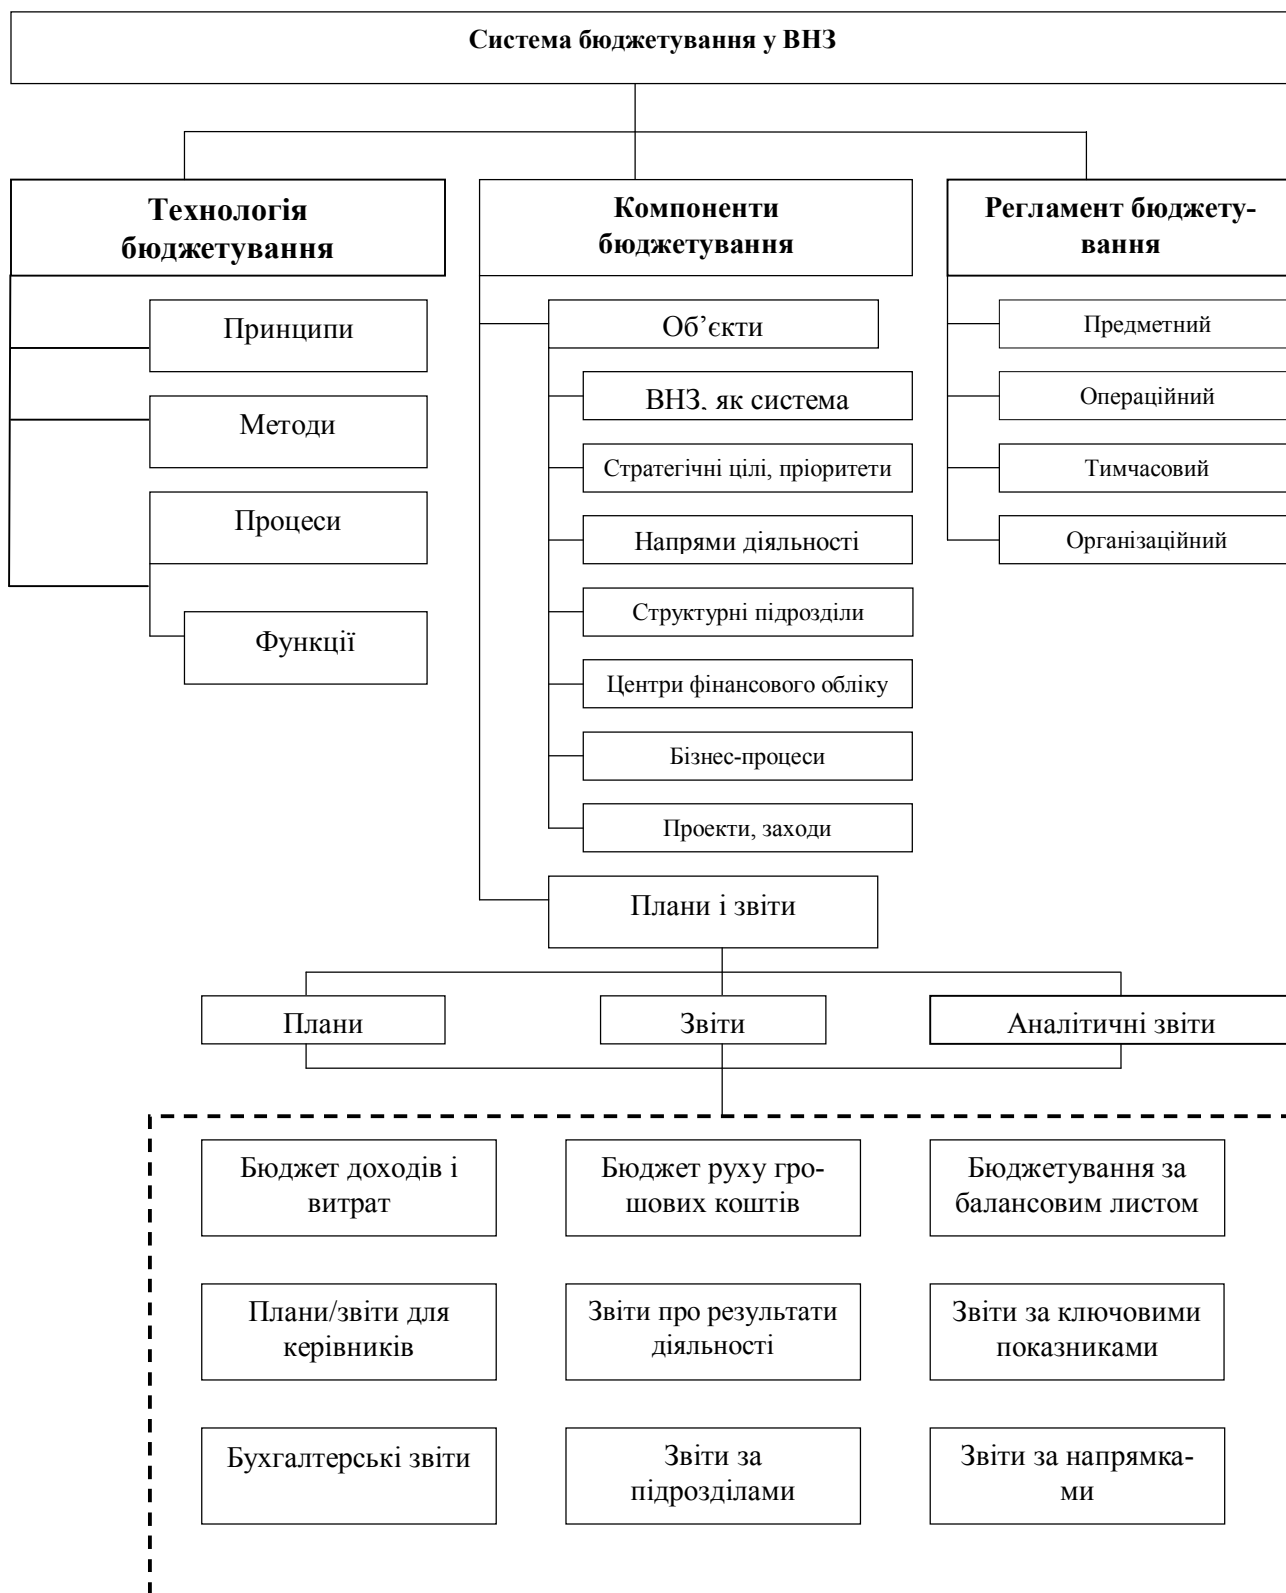 Система бюджетування у ВНЗ
Технологія
бюджетування
Компоненти
бюджетування
Регламент бюджету-
вання
Принципи
Методи
Процеси
Функції
Об’єкти
ВНЗ, як система
Стратегічні цілі, пріоритети
Напрями діяльності
Структурні підрозділи
Центри фінансового обліку
Бізнес-процеси
Проекти, заходи
Предметний
Операційний
Тимчасовий
Організаційний
Плани і звіти
Плани
Звіти
Аналітичні звіти
Бюджет доходів і
витрат
Бюджет руху гро-
шових коштів
Бюджетування за
балансовим листом
Плани/звіти для
керівників
Звіти про результати
діяльності
Звіти за ключовими
показниками
Бухгалтерські звіти
Звіти за
підрозділами
Звіти за напрямка-
ми